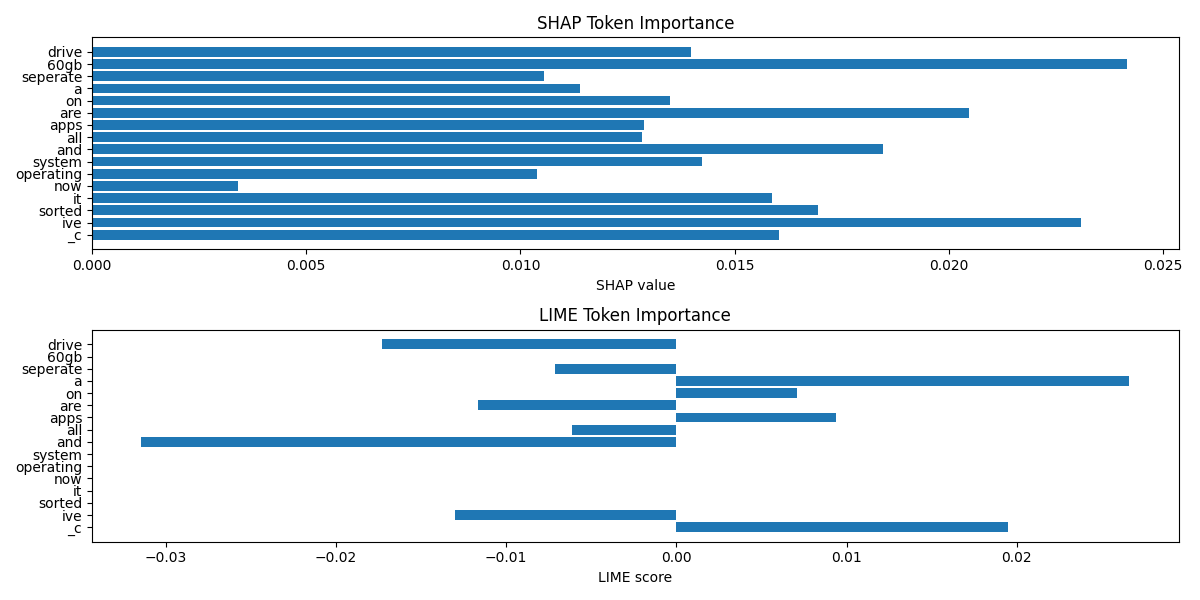 SHAP Token Importance
drive
60gb
seperate
a
on
are
apps
all
and
system
operating
now
it
sorted
ive
_c
0.000 0.005 0.010 0.015 0.020 0.025
SHAP value
LIME Token Importance
drive
60gb
seperate
a
on
are
apps
all
and
system
operating
now
it
sorted
ive
_c
−0.03 −0.02 −0.01 0.00 0.01 0.02
LIME score